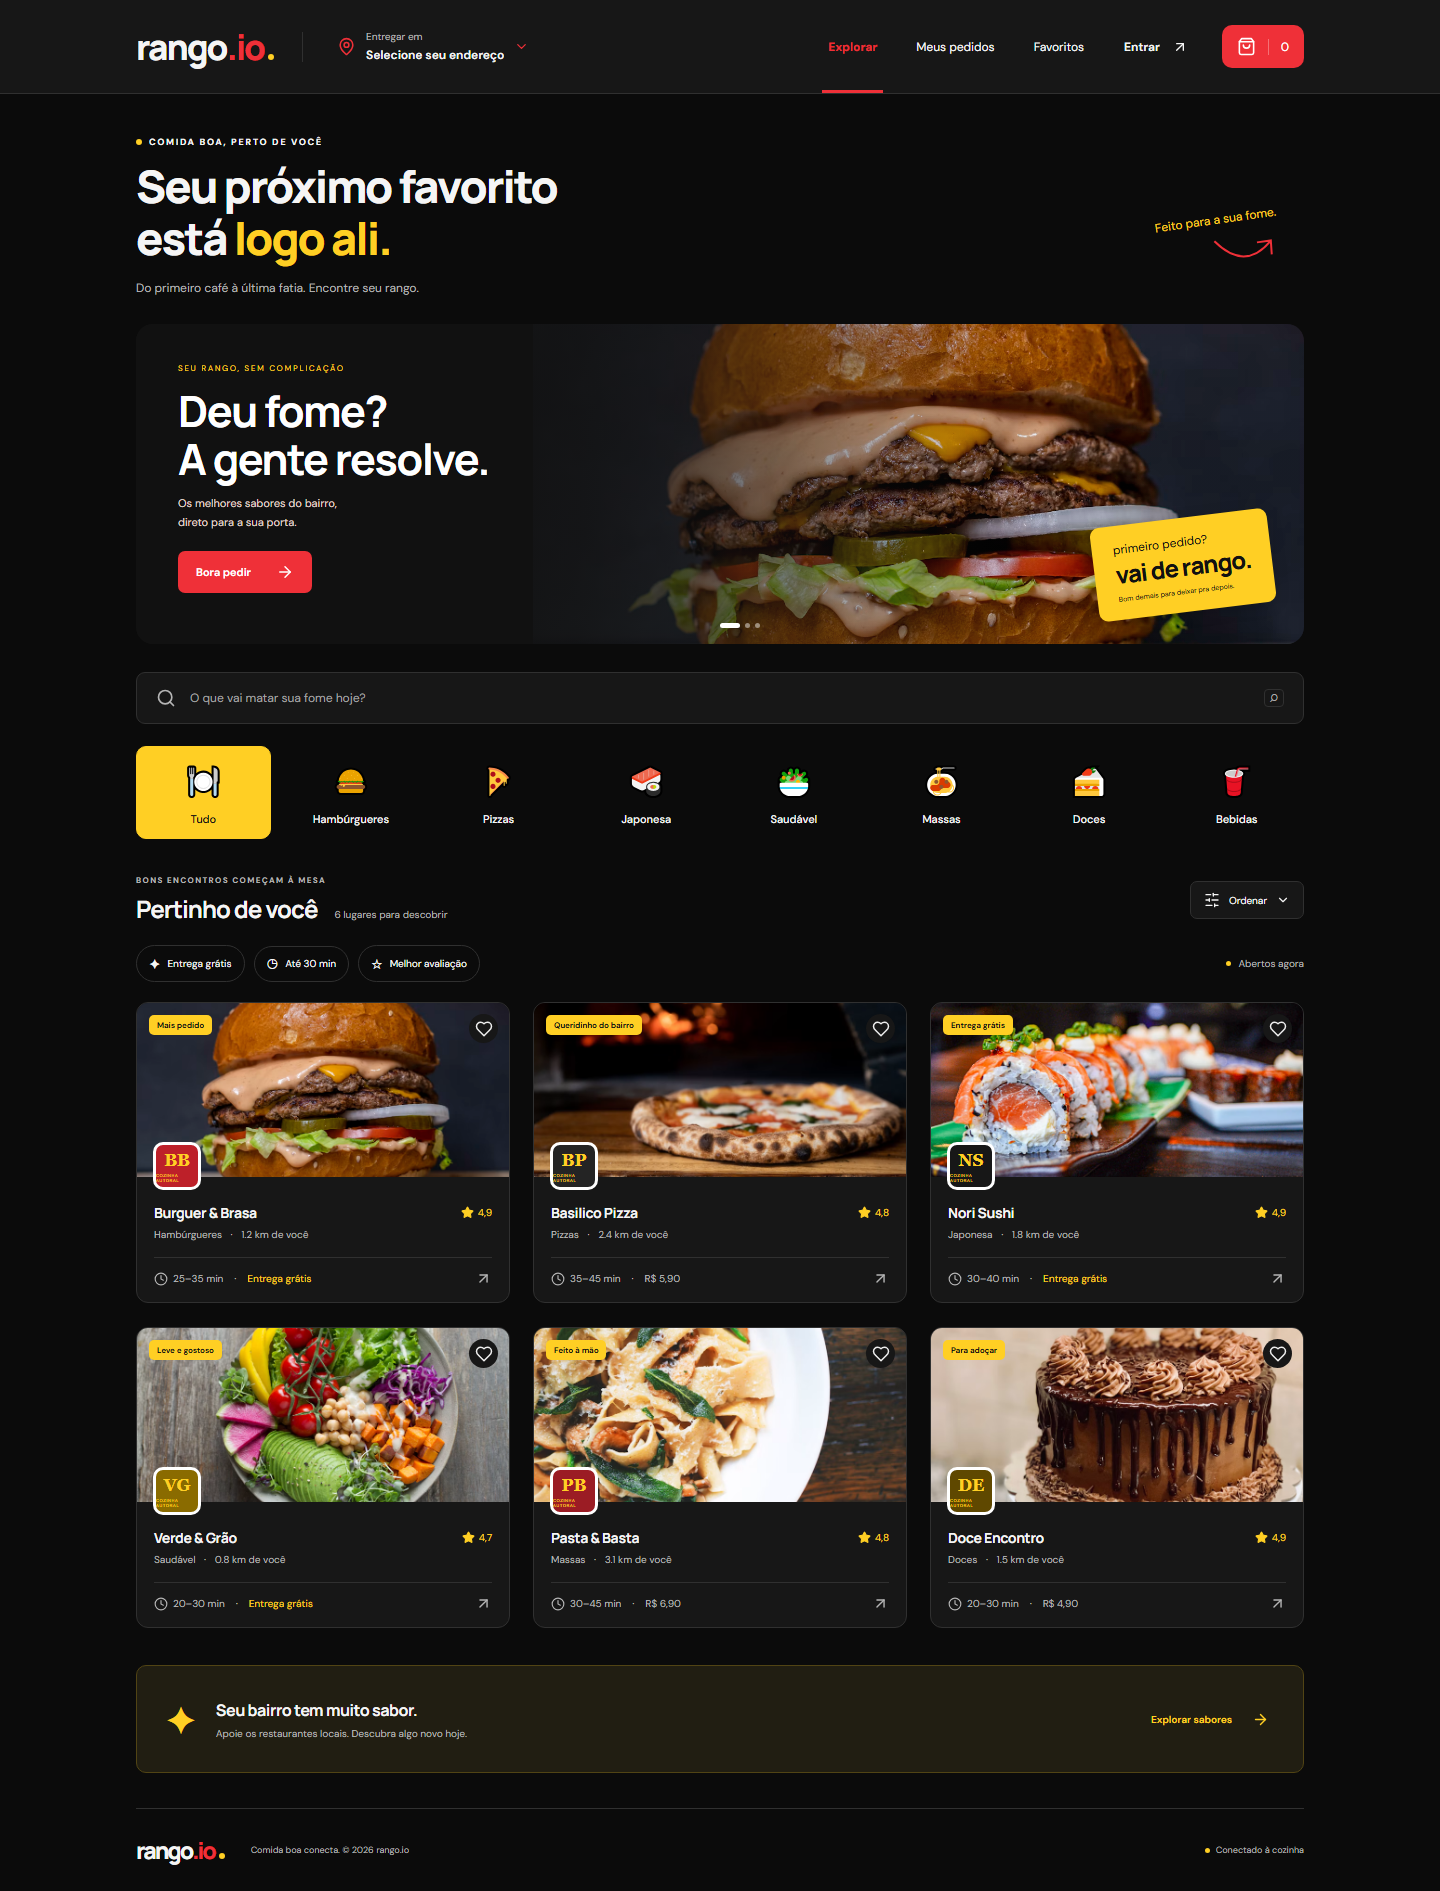 rango.io.
Entregar em
Selecione seu endereço
Explorar
Meus pedidos
Favoritos
Entrar
0
COMIDA BOA, PERTO DE VOCÊ
Seu próximo favorito
está logo ali.
Feito para a sua fome.
Do primeiro café à última fatia. Encontre seu rango.
SEU RANGO, SEM COMPLICAÇÃO
Deu fome?
A gente resolve.
Os melhores sabores do bairro,
direto para a sua porta.
Bora pedir
primeiro pedido?
vai de rango.
Bom demais para deixar pra depois.
O que vai matar sua fome hoje?
Tudo
Hambúrgueres
Pizzas
Japonesa
Saudável
Massas
Doces
Bebidas
BONS ENCONTROS COMEÇAM À MESA
Pertinho de você
6 lugares para descobrir
Ordenar
Entrega grátis
Até 30 min
Melhor avaliação
Abertos agora
Mais pedido
BB
COZINHA
AUTORAL
Burguer & Brasa
4,9
Hambúrgueres · 1.2 km de você
25–35 min · Entrega grátis
Queridinho do bairro
BP
COZINHA
AUTORAL
Basilico Pizza
4,8
Pizzas · 2.4 km de você
35–45 min · R$ 5,90
Entrega grátis
NS
COZINHA
AUTORAL
Nori Sushi
4,9
Japonesa · 1.8 km de você
30–40 min · Entrega grátis
Leve e gostoso
VG
COZINHA
AUTORAL
Verde & Grão
4,7
Saudável · 0.8 km de você
20–30 min · Entrega grátis
Feito à mão
PB
COZINHA
AUTORAL
Pasta & Basta
4,8
Massas · 3.1 km de você
30–45 min · R$ 6,90
Para adoçar
DE
COZINHA
AUTORAL
Doce Encontro
4,9
Doces · 1.5 km de você
20–30 min · R$ 4,90
Seu bairro tem muito sabor.
Apoie os restaurantes locais. Descubra algo novo hoje.
Explorar sabores
rango.io.
Comida boa conecta. © 2026 rango.io
Conectado à cozinha